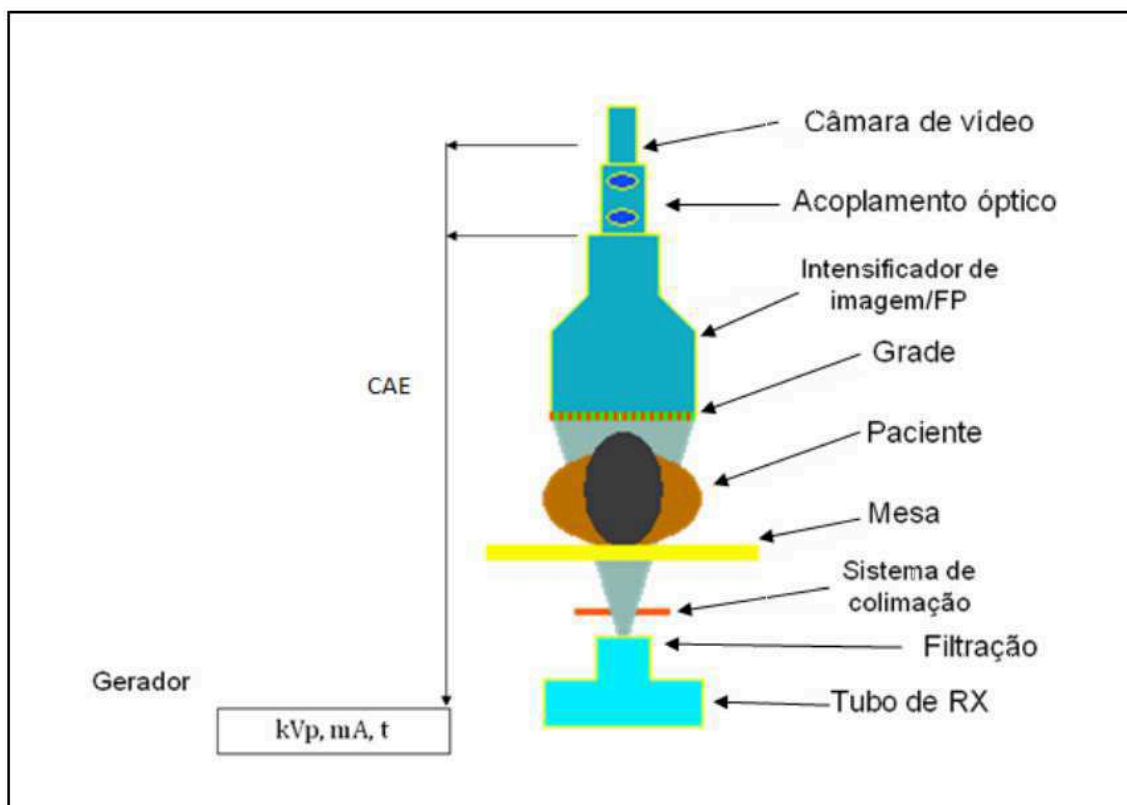 Câmara de vídeo
Acoplamento óptico
Intensificador de
imagem/FP
Grade
CAE
Paciente
Mesa
Sistema de
colimação
Filtração
Gerador
Tubo de RX
kVp, mA, t